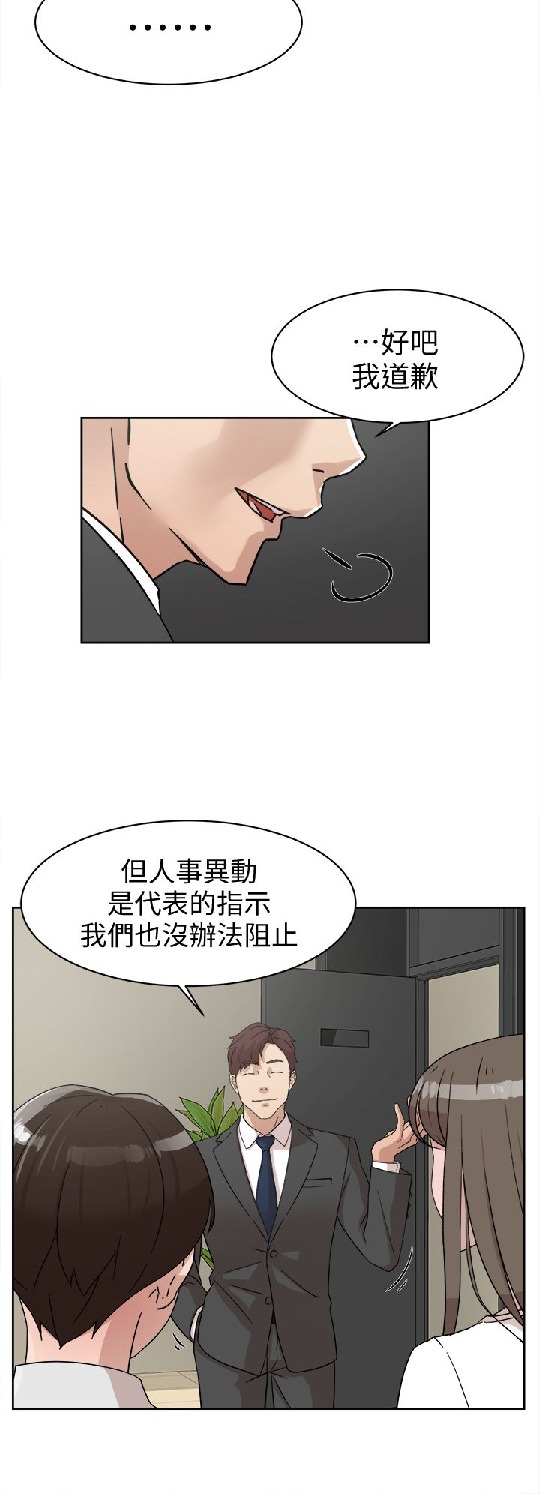 ......
…好吧
我道歉
但人事異動
是代表的指示
我們也沒辦法阻止